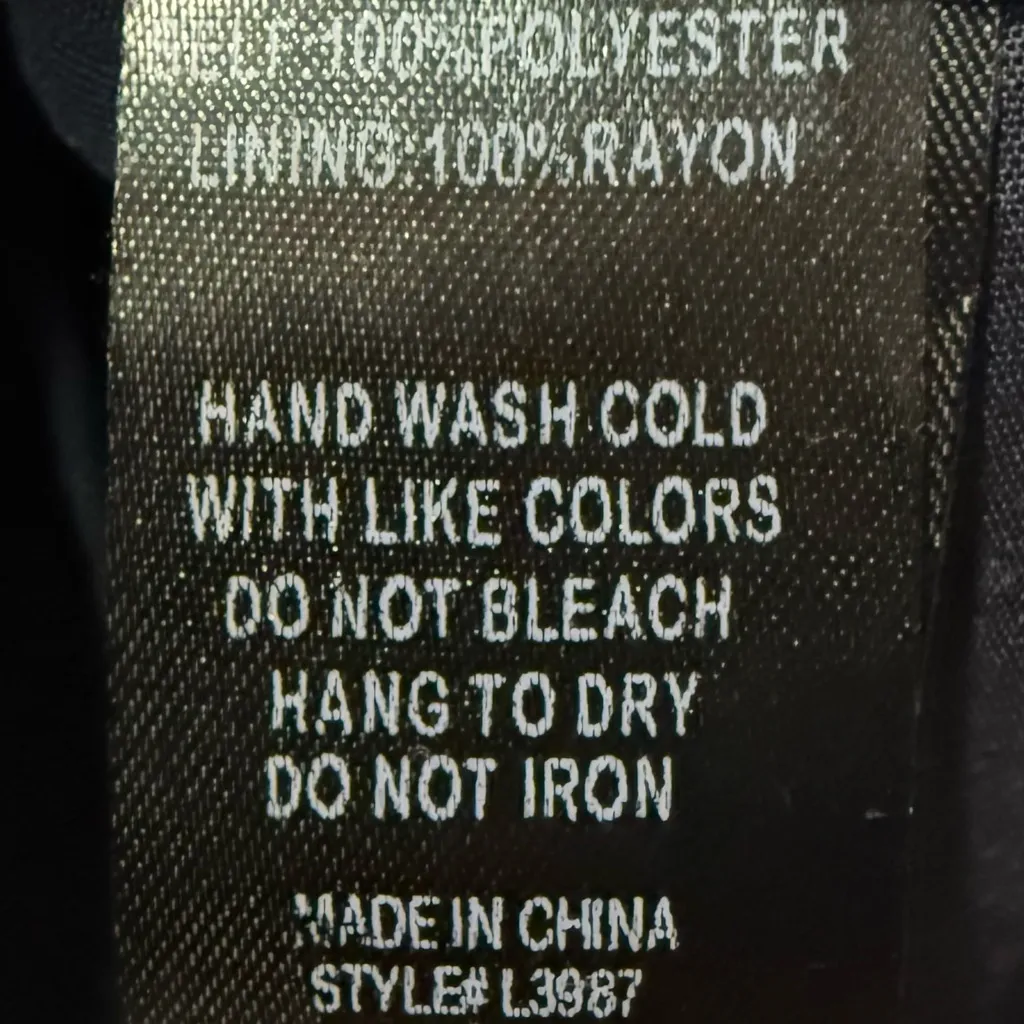 100%POLYESTER
LINING:100%RAYON
HAND WASH COLD
WITH LIKE COLORS
DO NOT BLEACH
HANG TO DRY
DO NOT IRON
MADE IN CHINA
STYLE# L3987